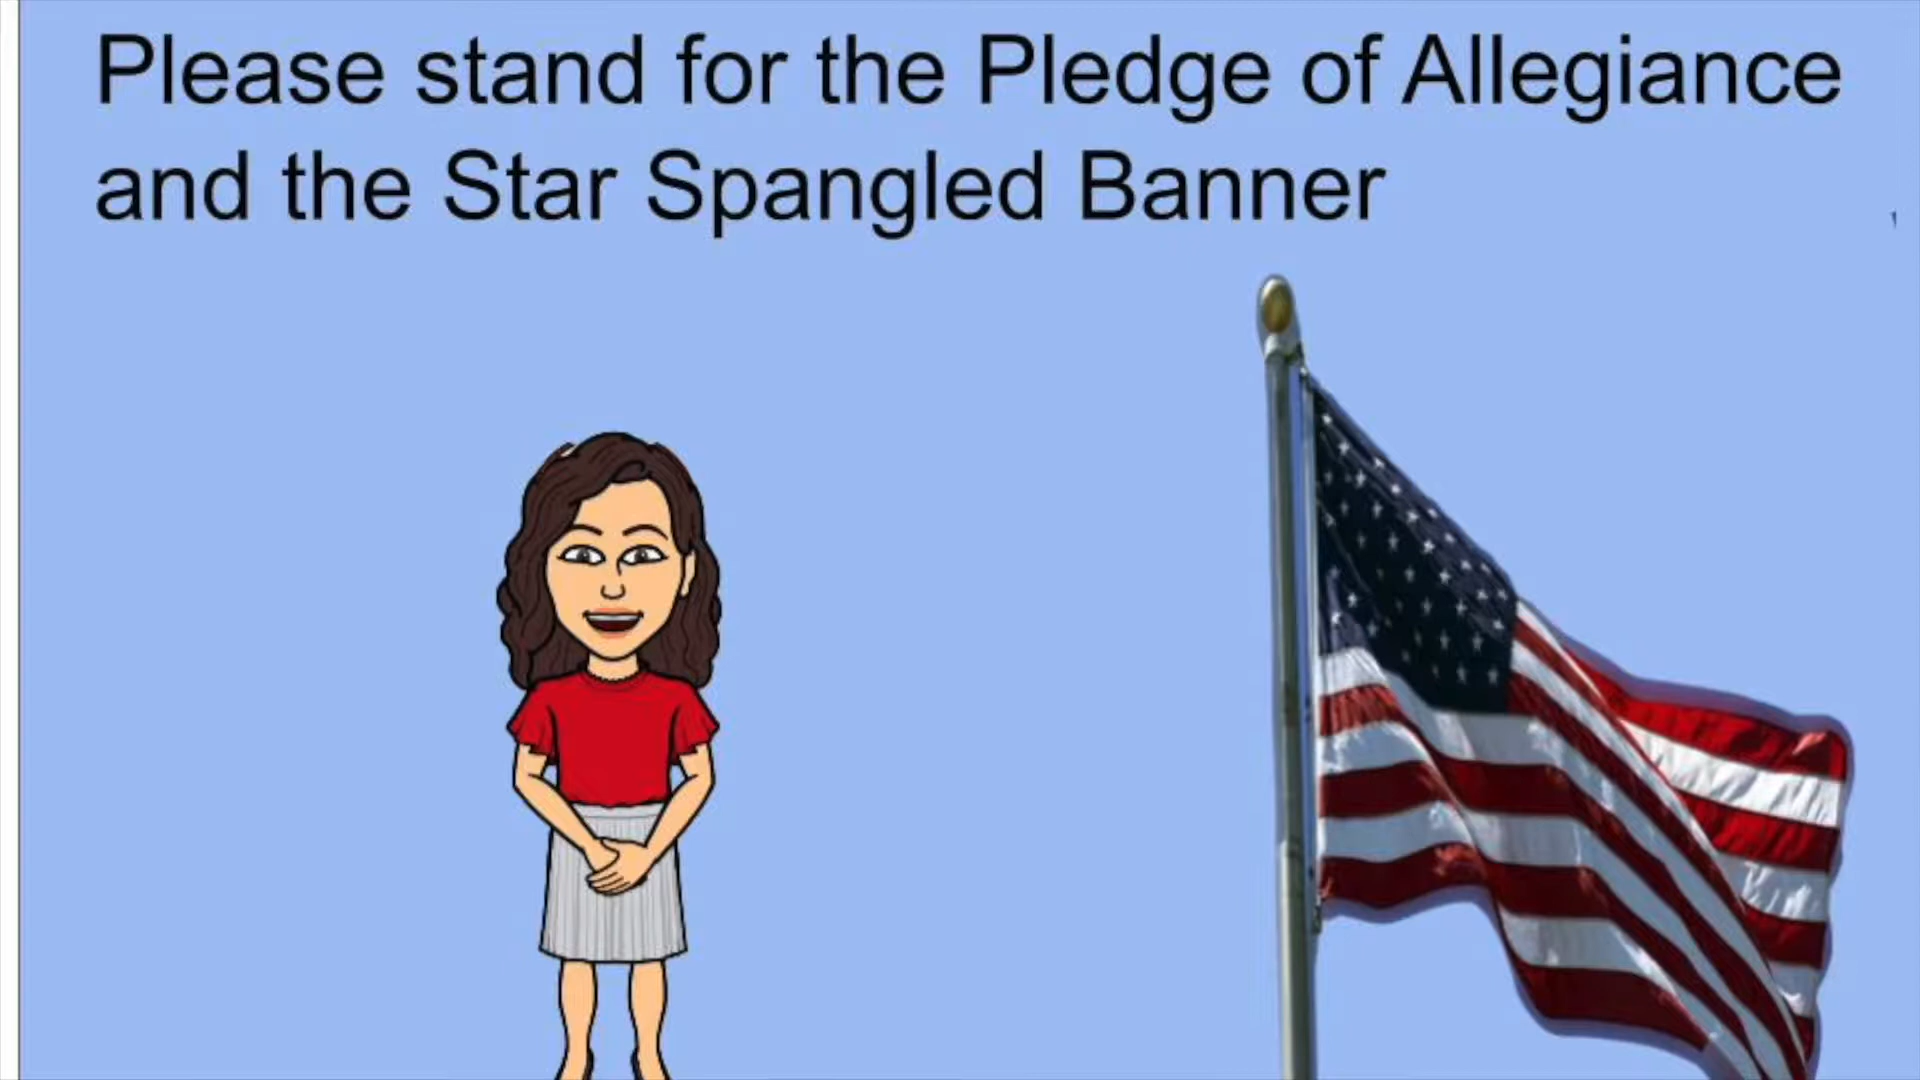 Please stand for the Pledge of Allegiance
and the Star Spangled Banner